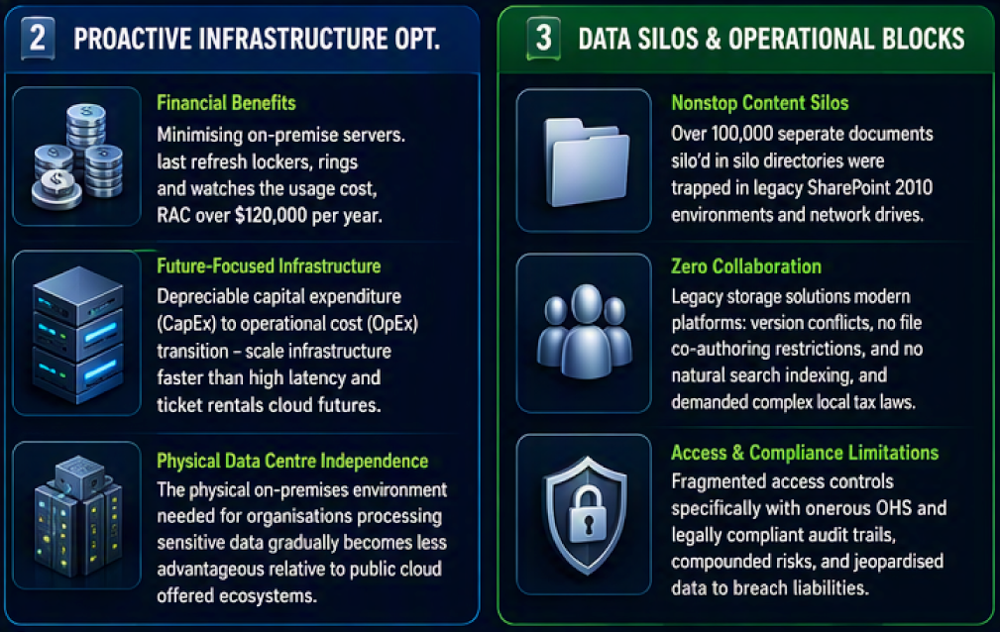 2 PROACTIVE INFRASTRUCTURE OPT.
Financial Benefits
Minimising on-premise servers.
last refresh lockers, rings
and watches the usage cost,
RAC over $120,000 per year.
Future-Focused Infrastructure
Depreciable capital expenditure
(CapEx) to operational cost (OpEx)
transition – scale infrastructure
faster than high latency and
ticket rentals cloud futures.
Physical Data Centre Independence
The physical on-premises environment
needed for organisations processing
sensitive data gradually becomes less
advantageous relative to public cloud
offered ecosystems.
3 DATA SILOS & OPERATIONAL BLOCKS
Nonstop Content Silos
Over 100,000 seperate documents
silo'd in silo directories were
trapped in legacy SharePoint 2010
environments and network drives.
Zero Collaboration
Legacy storage solutions modern
platforms: version conflicts, no file
co-authoring restrictions, and no
natural search indexing, and
demanded complex local tax laws.
Access & Compliance Limitations
Fragmented access controls
specifically with onerous OHS and
legally compliant audit trails,
compounded risks, and jeopardised
data to breach liabilities.